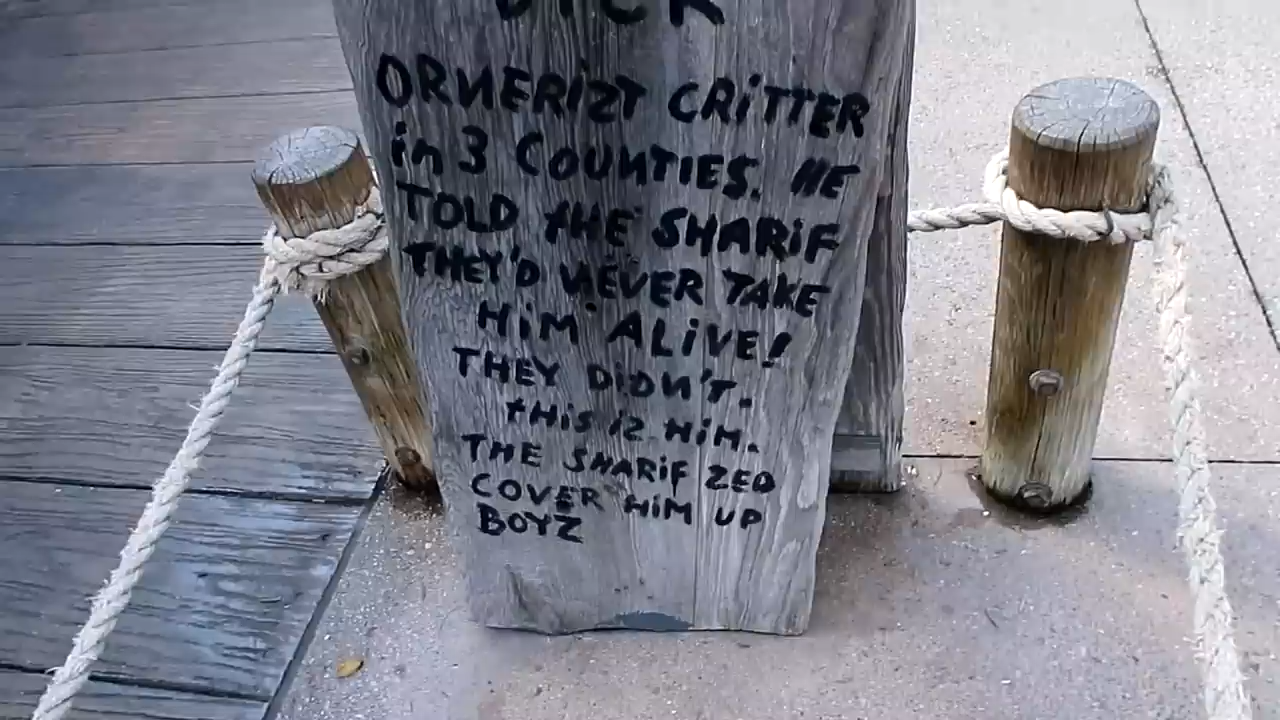 DICK
ORNERiZT CRiTTER
in 3 COUNTiES. HE
TOLD tHE SHARiF
THEY'D NEVER TAKE
HiM ALiVE!
THEY DiDN'T.
tHiS iZ HiM.
THE SHARiF ZED
COVER HiM UP
BOYZ